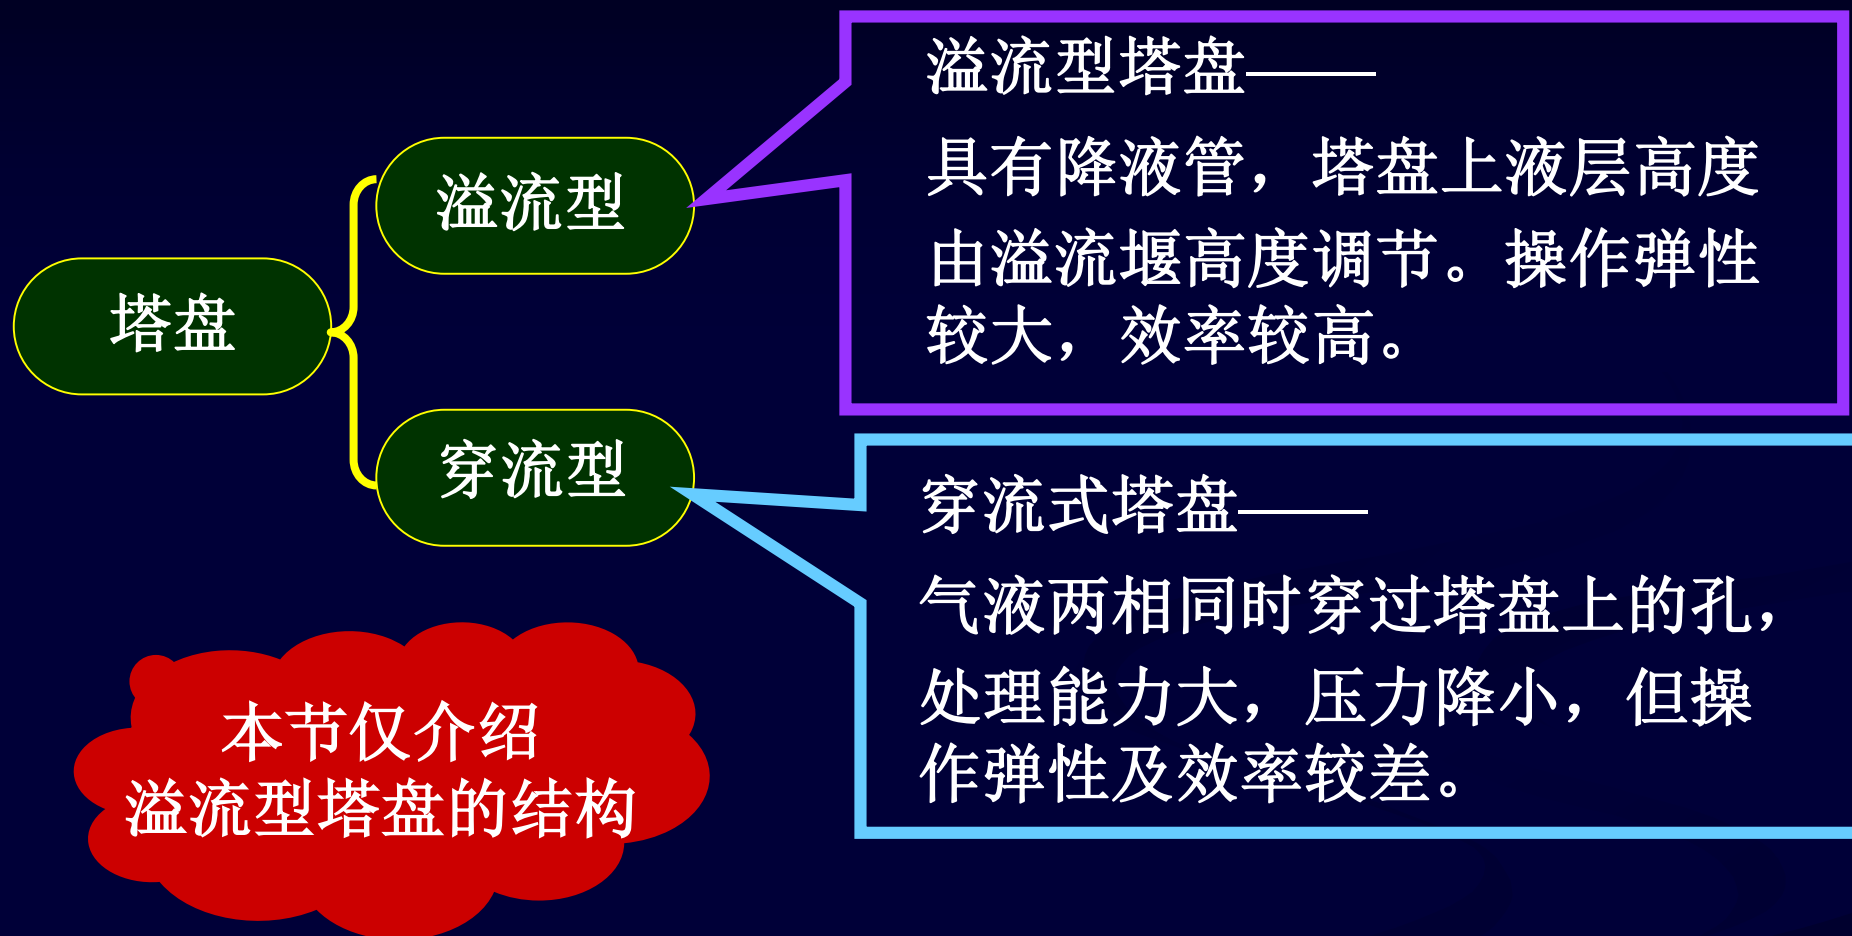 塔盘
溢流型
穿流型
溢流型塔盘——
具有降液管，塔盘上液层高度
由溢流堰高度调节。操作弹性
较大，效率较高。
穿流式塔盘——
气液两相同时穿过塔盘上的孔，
处理能力大，压力降小，但操
作弹性及效率较差。
本节仅介绍
溢流型塔盘的结构